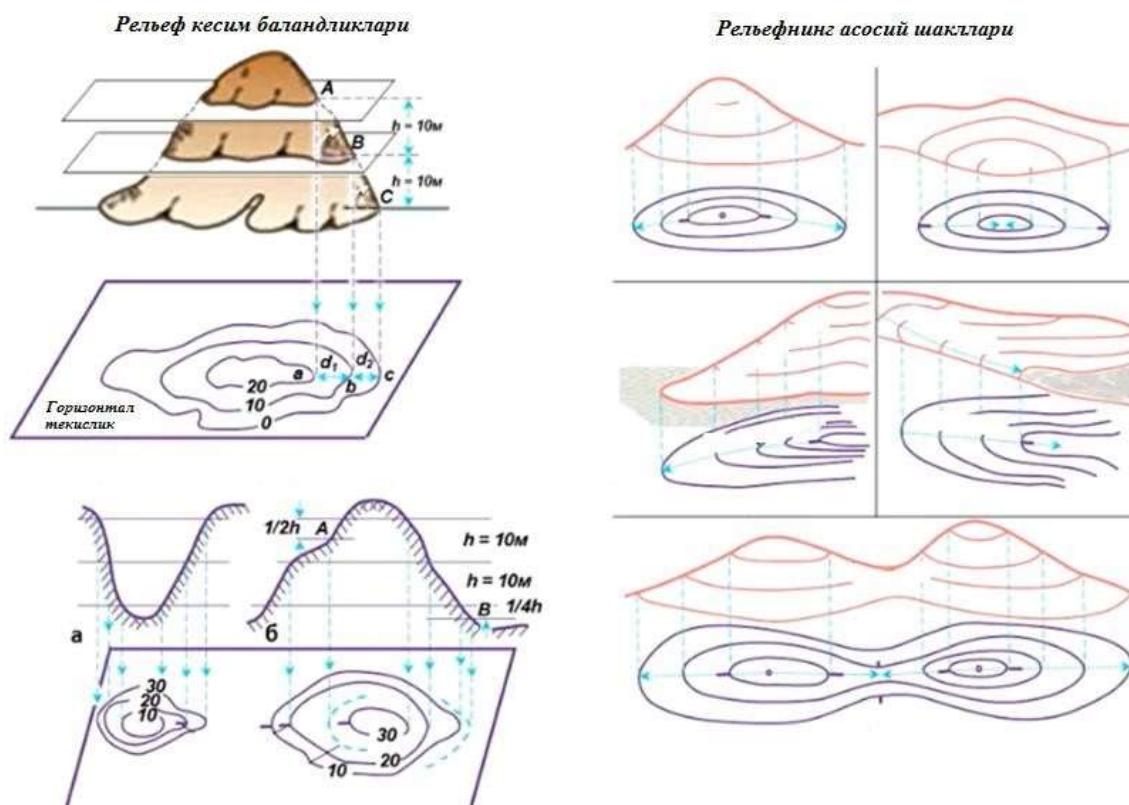 Рельеф кесим баландликлари
A
h = 10м
B
h = 10м
C
d₁
d₂
a
b
c
20
10
0
Горизонтал
текислик
1/2h
A
h = 10м
h = 10м
B
1/4h
а
б
30
20
10
30
20
10
Рельефнинг асосий шакллари